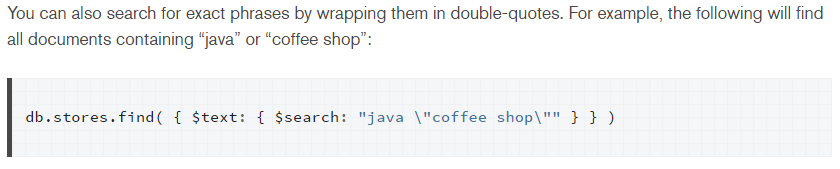 You can also search for exact phrases by wrapping them in double-quotes. For example, the following will find
all documents containing “java” or “coffee shop”:
db.stores.find( { $text: { $search: "java \"coffee shop\"" } } )